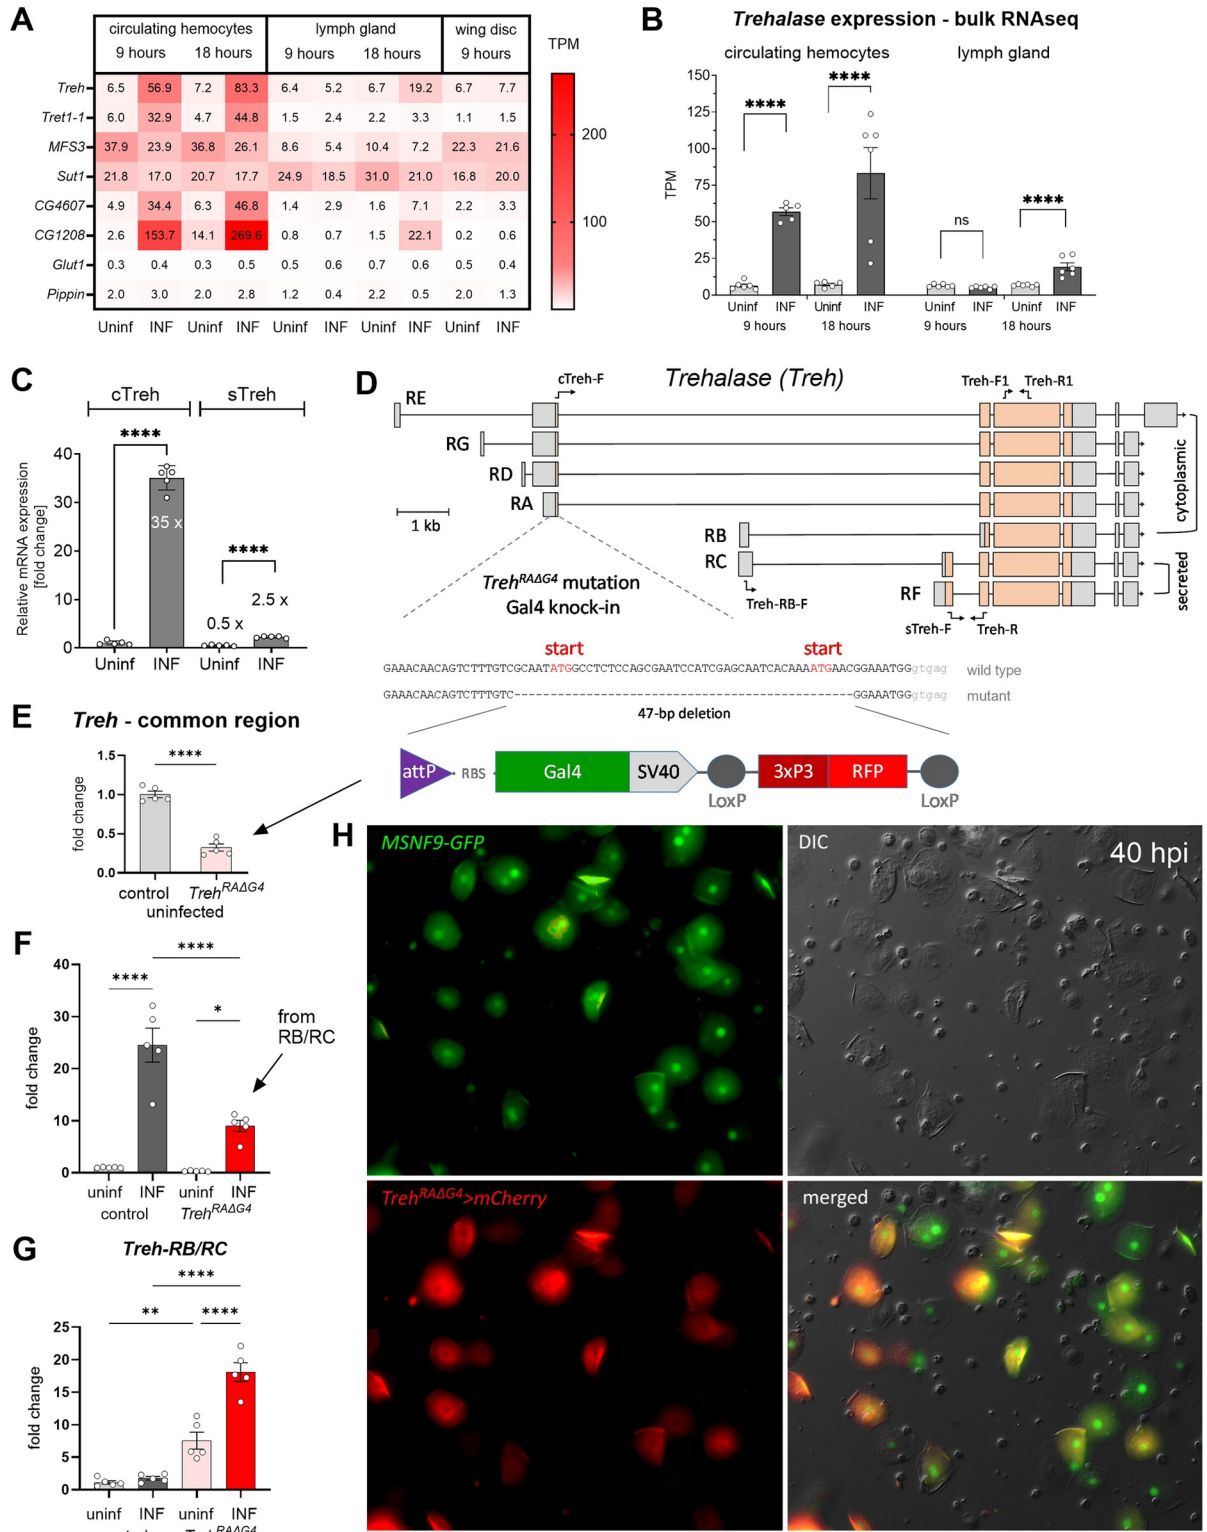 A
circulating hemocytes lymph gland wing disc
9 hours 18 hours 9 hours 18 hours 9 hours
TPM
Treh 6.5 56.9 7.2 83.3 6.4 5.2 6.7 19.2 6.7 7.7
Tret1-1 6.0 32.9 4.7 44.8 1.5 2.4 2.2 3.3 1.1 1.5
MFS3 37.9 23.9 36.8 26.1 8.6 5.4 10.4 7.2 22.3 21.6
Sut1 21.8 17.0 20.7 17.7 24.9 18.5 31.0 21.0 16.8 20.0
CG4607 4.9 34.4 6.3 46.8 1.4 2.9 1.6 7.1 2.2 3.3
CG1208 2.6 153.7 14.1 269.6 0.8 0.7 1.5 22.1 0.2 0.6
Glut1 0.3 0.4 0.3 0.5 0.5 0.6 0.7 0.6 0.5 0.4
Pippin 2.0 3.0 2.0 2.8 1.2 0.4 2.2 0.5 2.0 1.3
Uninf INF Uninf INF Uninf INF Uninf INF Uninf INF
200
100
B
Trehalase expression - bulk RNAseq
circulating hemocytes lymph gland
TPM
150
125
100
75
50
25
0
**** **** ns ****
Uninf INF Uninf INF Uninf INF Uninf INF
9 hours 18 hours 9 hours 18 hours
C
cTreh sTreh
Relative mRNA expression
[fold change]
40
30
20
10
0
****
35 x
****
0.5 x
2.5 x
Uninf INF Uninf INF
D
Trehalase (Treh)
cTreh-F
Treh-F1 Treh-R1
RE
RG
RD
RA
RB
RC
RF
1 kb
cytoplasmic
secreted
Treh-RB-F
sTreh-F Treh-R
TrehRAΔG4 mutation
Gal4 knock-in
start start
GAAACAACAGTCTTTGTCGCAATATGGCCTCTCCAGCGAATCCATCGAGCAATCACAAAATGAACGGAAATGGgtgag wild type
GAAACAACAGTCTTTGTC-----------------------------------------------GGAAATGGgtgag mutant
47-bp deletion
attP RBS Gal4 SV40 LoxP 3xP3 RFP LoxP
E
Treh - common region
fold change
1.5
1.0
0.5
0.0
****
control TrehRAΔG4
uninfected
F
fold change
40
30
20
10
0
****
****
*
from
RB/RC
uninf INF uninf INF
control TrehRAΔG4
G
Treh-RB/RC
fold change
25
20
15
10
5
0
****
** ****
uninf INF uninf INF
TrehRAΔG4
H
MSNF9-GFP
DIC
40 hpi
TrehRAΔG4>mCherry
merged